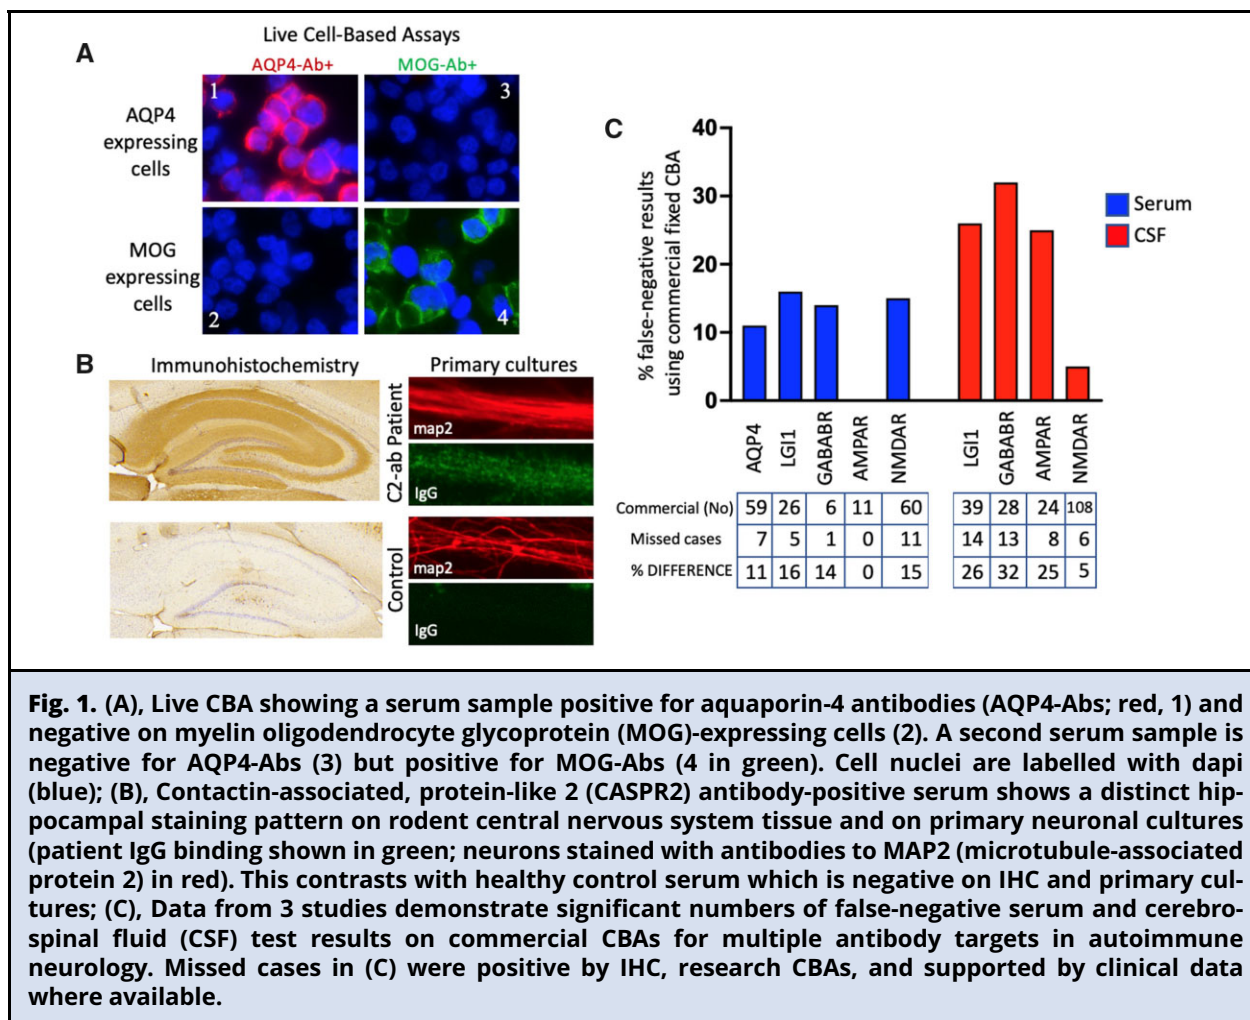 A
Live Cell-Based Assays
AQP4-Ab+ MOG-Ab+
AQP4
expressing
cells
MOG
expressing
cells
1
3
2
4
B
Immunohistochemistry
Primary cultures
C2-ab Patient
map2
IgG
Control
map2
IgG
C
% false-negative results
using commercial fixed CBA
40
30
20
10
0
Serum
CSF
AQP4 LGI1 GABABR AMPAR NMDAR LGI1 GABABR AMPAR NMDAR
Commercial (No) 59 26 6 11 60 39 28 24 108
Missed cases 7 5 1 0 11 14 13 8 6
% DIFFERENCE 11 16 14 0 15 26 32 25 5
Fig. 1. (A), Live CBA showing a serum sample positive for aquaporin-4 antibodies (AQP4-Abs; red, 1) and
negative on myelin oligodendrocyte glycoprotein (MOG)-expressing cells (2). A second serum sample is
negative for AQP4-Abs (3) but positive for MOG-Abs (4 in green). Cell nuclei are labelled with dapi
(blue); (B), Contactin-associated, protein-like 2 (CASPR2) antibody-positive serum shows a distinct hip-
pocampal staining pattern on rodent central nervous system tissue and on primary neuronal cultures
(patient IgG binding shown in green; neurons stained with antibodies to MAP2 (microtubule-associated
protein 2) in red). This contrasts with healthy control serum which is negative on IHC and primary cul-
tures; (C), Data from 3 studies demonstrate significant numbers of false-negative serum and cerebro-
spinal fluid (CSF) test results on commercial CBAs for multiple antibody targets in autoimmune
neurology. Missed cases in (C) were positive by IHC, research CBAs, and supported by clinical data
where available.